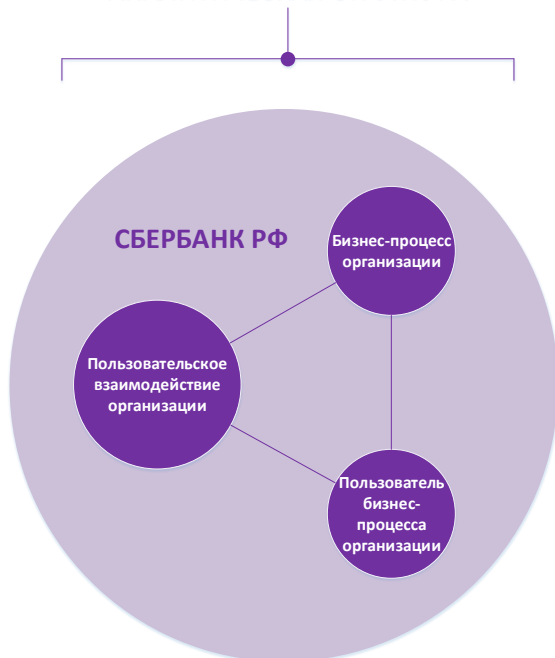 СБЕРБАНК РФ
Бизнес-процесс
организации
Пользовательское
взаимодействие
организации
Пользователь
бизнес-
процесса
организации